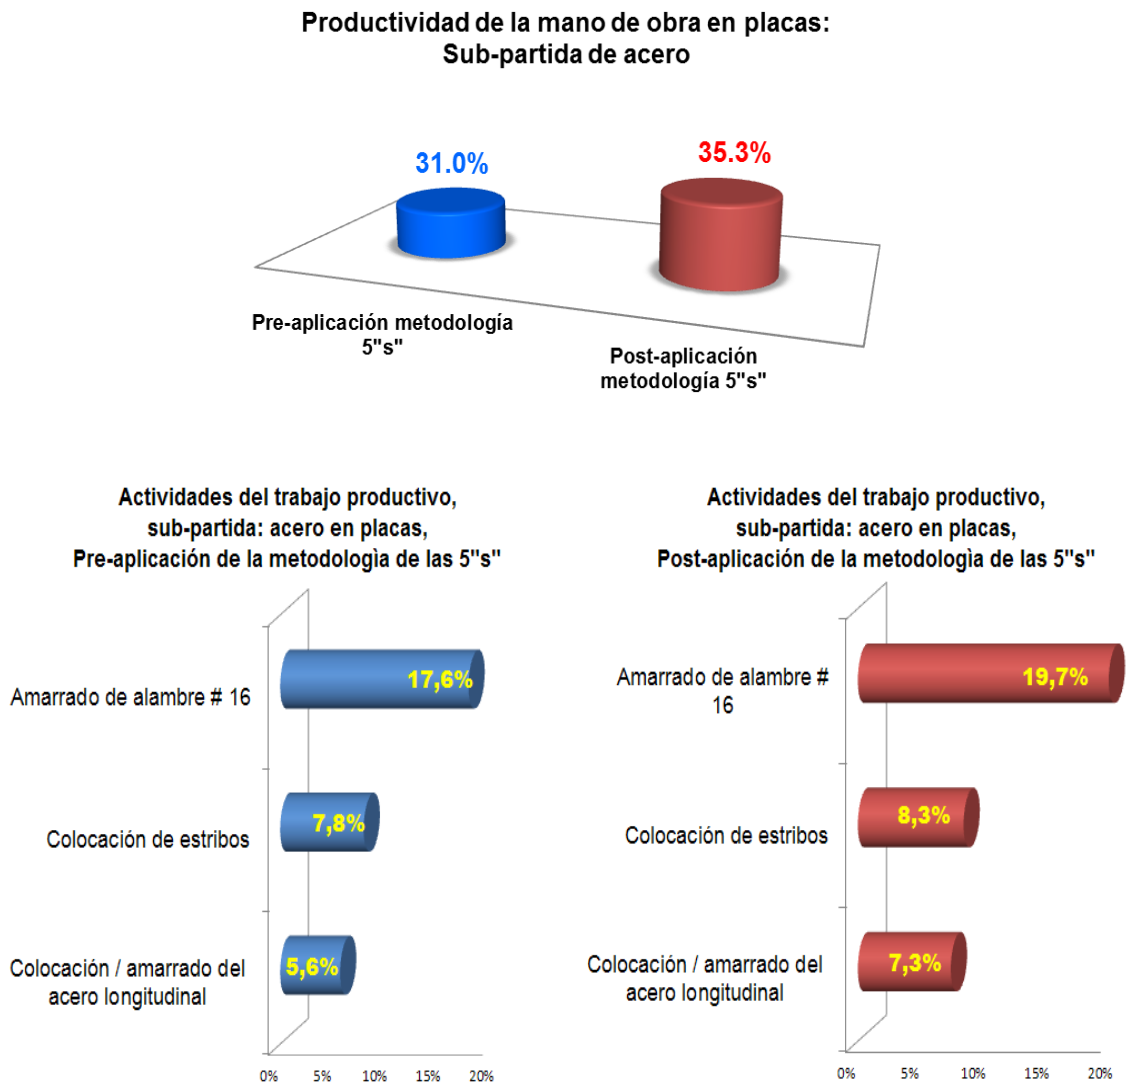 Productividad de la mano de obra en placas:
Sub-partida de acero
31.0%
35.3%
Pre-aplicación metodología
5"s"
Post-aplicación
metodología 5"s"
Actividades del trabajo productivo,
sub-partida: acero en placas,
Pre-aplicación de la metodologìa de las 5"s"
Amarrado de alambre # 16
17,6%
Colocación de estribos
7,8%
Colocación / amarrado del
acero longitudinal
5,6%
0% 5% 10% 15% 20%
Actividades del trabajo productivo,
sub-partida: acero en placas,
Post-aplicación de la metodologìa de las 5"s"
Amarrado de alambre #
16
19,7%
Colocación de estribos
8,3%
Colocación / amarrado del
acero longitudinal
7,3%
0% 5% 10% 15% 20%